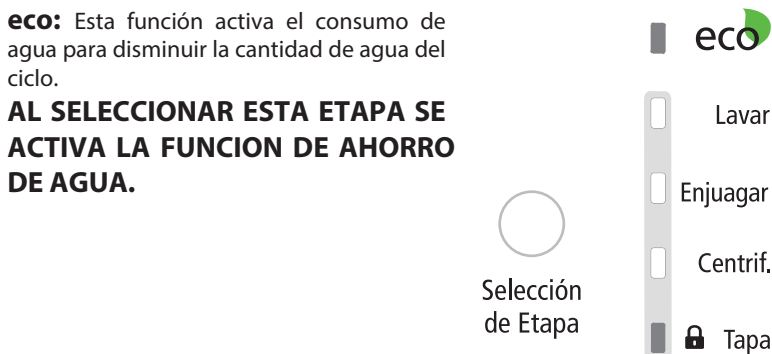 eco: Esta función activa el consumo de
agua para disminuir la cantidad de agua del
ciclo.
AL SELECCIONAR ESTA ETAPA SE
ACTIVA LA FUNCION DE AHORRO
DE AGUA.
Selección
de Etapa
eco
Lavar
Enjuagar
Centrif.
Tapa